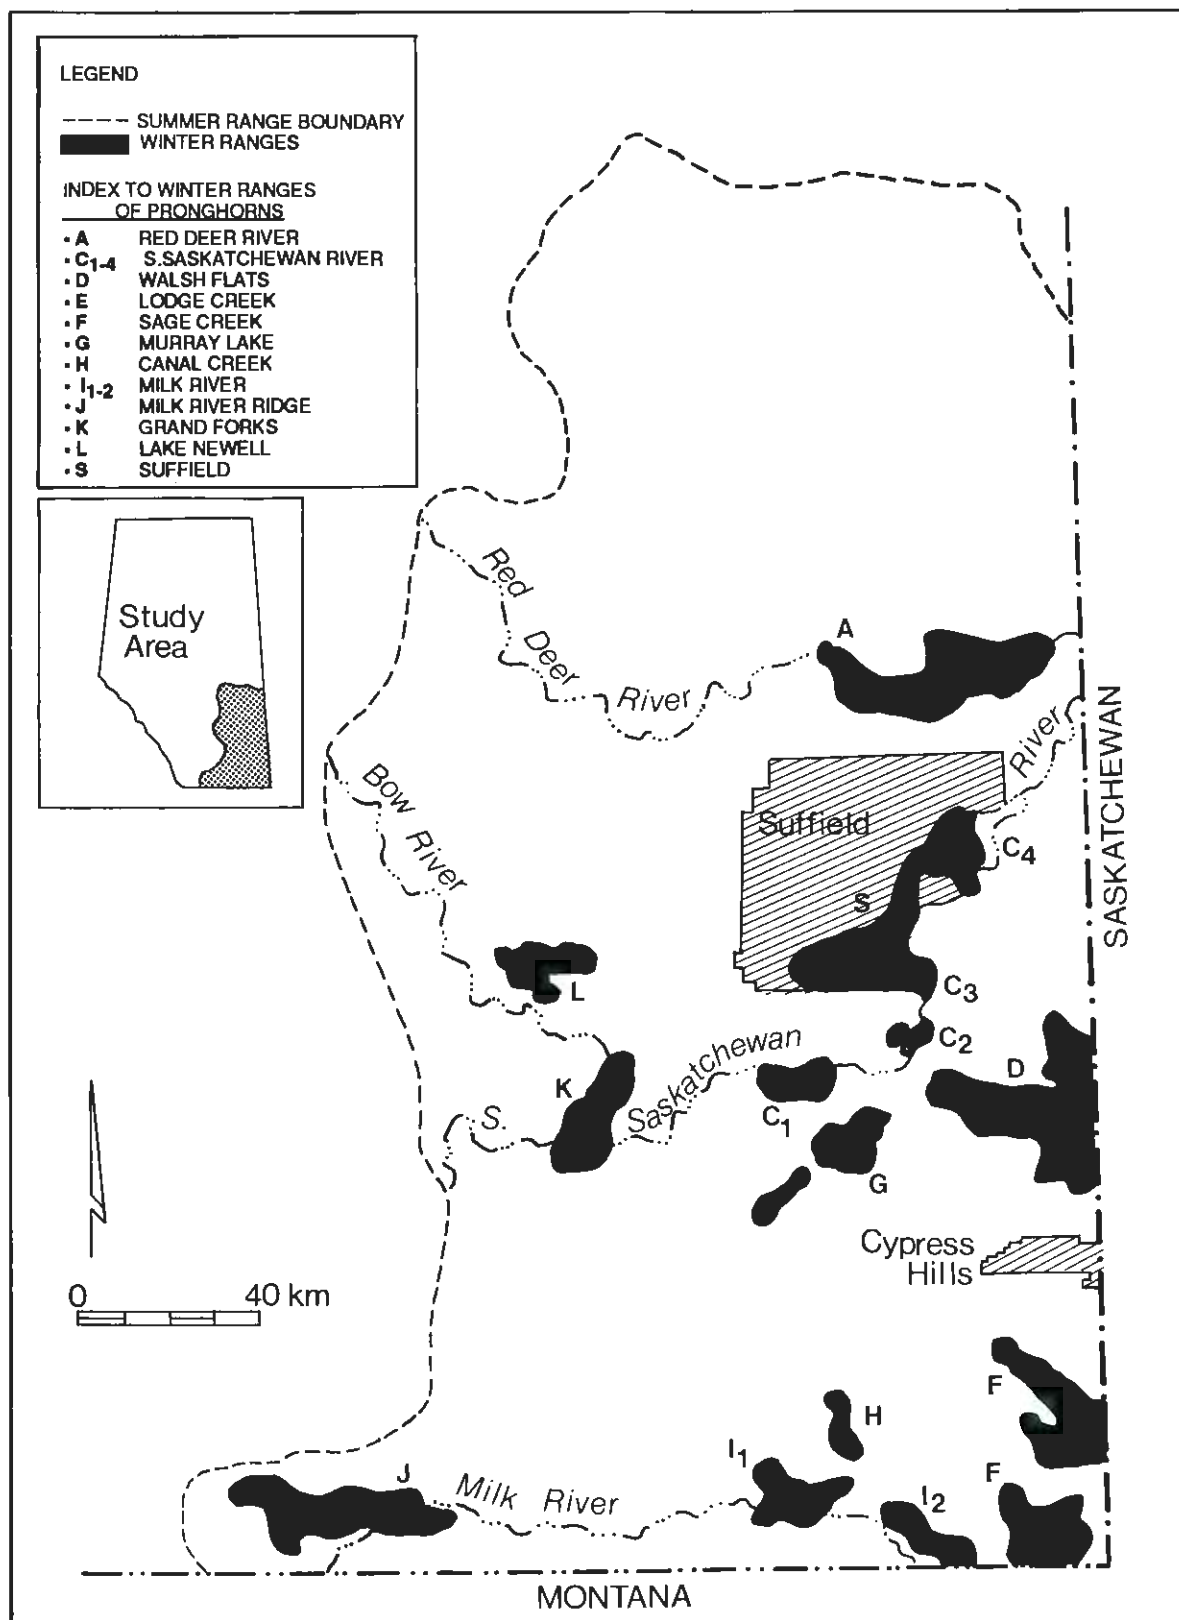 LEGEND
SUMMER RANGE BOUNDARY
WINTER RANGES
INDEX TO WINTER RANGES
OF PRONGHORNS
• A RED DEER RIVER
• C1-4 S.SASKATCHEWAN RIVER
• D WALSH FLATS
• E LODGE CREEK
• F SAGE CREEK
• G MURRAY LAKE
• H CANAL CREEK
• I1-2 MILK RIVER
• J MILK RIVER RIDGE
• K GRAND FORKS
• L LAKE NEWELL
• S SUFFIELD
Study
Area
Red
Deer
River
A
River
SASKATCHEWAN
Bow
River
Suffield
C4
S
L
C3
C2
K
S.
Saskatchewan
D
C1
G
Cypress
Hills
0 40 km
F
H
I1
F
J
Milk River
I2
MONTANA